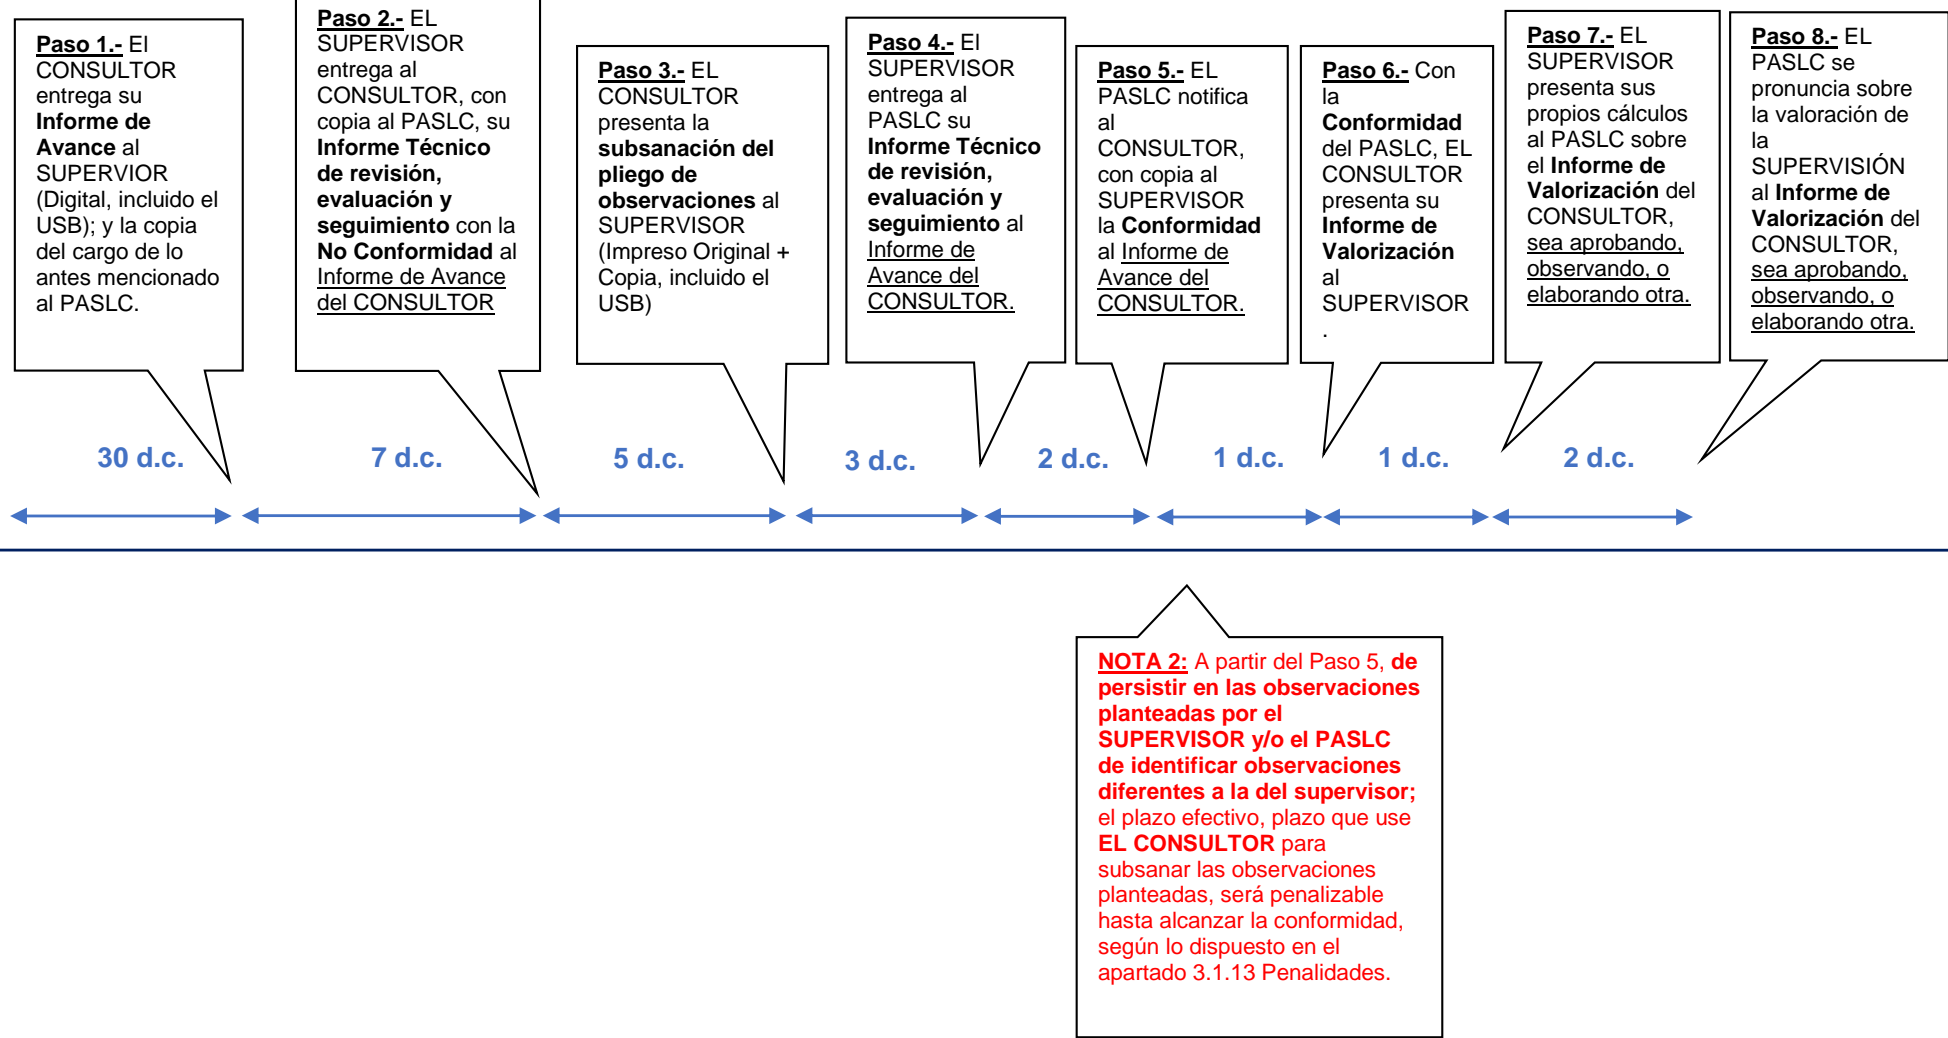 Paso 1.- El
CONSULTOR
entrega su
Informe de
Avance al
SUPERVIOR
(Digital, incluido el
USB); y la copia
del cargo de lo
antes mencionado
al PASLC.
Paso 2.- EL
SUPERVISOR
entrega al
CONSULTOR, con
copia al PASLC, su
Informe Técnico
de revisión,
evaluación y
seguimiento con la
No Conformidad al
Informe de Avance
del CONSULTOR
Paso 3.- EL
CONSULTOR
presenta la
subsanación del
pliego de
observaciones al
SUPERVISOR
(Impreso Original +
Copia, incluido el
USB)
Paso 4.- El
SUPERVISOR
entrega al
PASLC su
Informe Técnico
de revisión,
evaluación y
seguimiento al
Informe de
Avance del
CONSULTOR.
Paso 5.- EL
PASLC notifica
al
CONSULTOR,
con copia al
SUPERVISOR
la Conformidad
al Informe de
Avance del
CONSULTOR.
Paso 6.- Con
la
Conformidad
del PASLC, EL
CONSULTOR
presenta su
Informe de
Valorización
al
SUPERVISOR
.
Paso 7.- EL
SUPERVISOR
presenta sus
propios cálculos
al PASLC sobre
el Informe de
Valorización del
CONSULTOR,
sea aprobando,
observando, o
elaborando otra.
Paso 8.- EL
PASLC se
pronuncia sobre
la valoración de
la
SUPERVISIÓN
al Informe de
Valorización del
CONSULTOR,
sea aprobando,
observando, o
elaborando otra.
30 d.c.
7 d.c.
5 d.c.
3 d.c.
2 d.c.
1 d.c.
1 d.c.
2 d.c.
NOTA 2: A partir del Paso 5, de
persistir en las observaciones
planteadas por el
SUPERVISOR y/o el PASLC
de identificar observaciones
diferentes a la del supervisor;
el plazo efectivo, plazo que use
EL CONSULTOR para
subsanar las observaciones
planteadas, será penalizable
hasta alcanzar la conformidad,
según lo dispuesto en el
apartado 3.1.13 Penalidades.